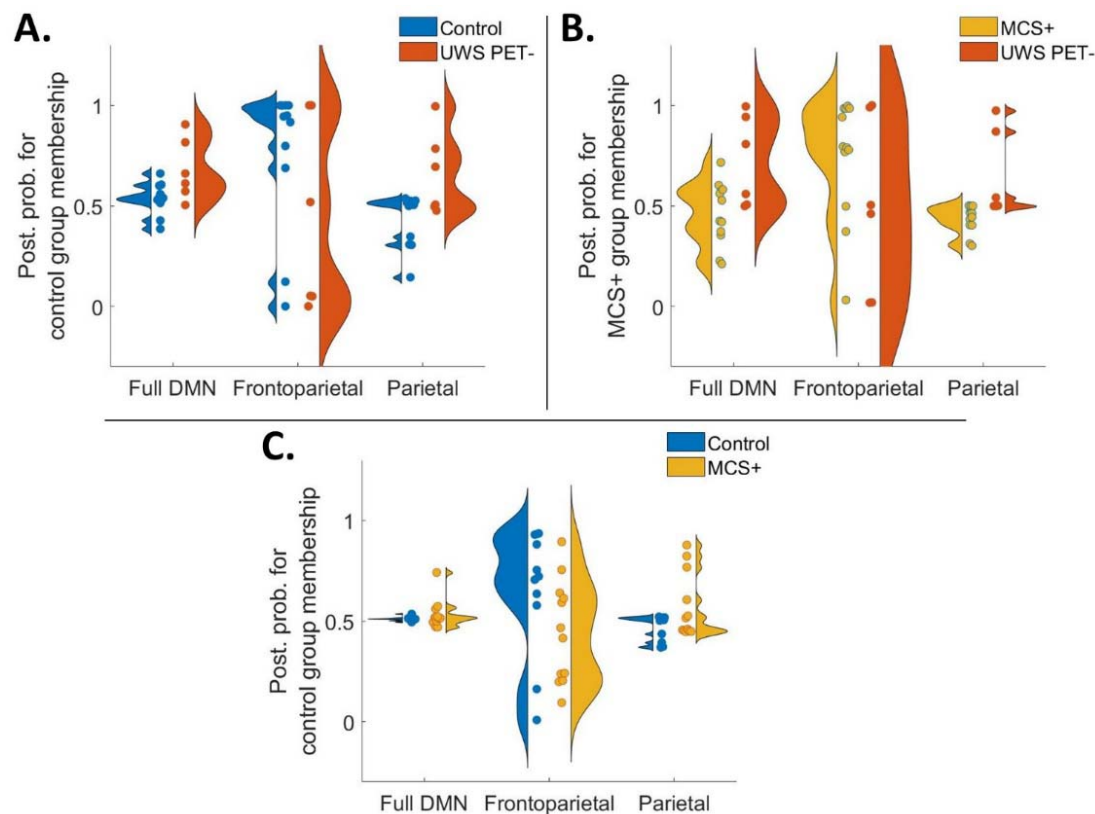 A.
Control
UWS PET-
Post. prob. for
control group membership
1
0.5
0
Full DMN Frontoparietal Parietal
B.
MCS+
UWS PET-
Post. prob. for
MCS+ group membership
1
0.5
0
Full DMN Frontoparietal Parietal
C.
Control
MCS+
Post. prob. for
control group membership
1
0.5
0
Full DMN Frontoparietal Parietal